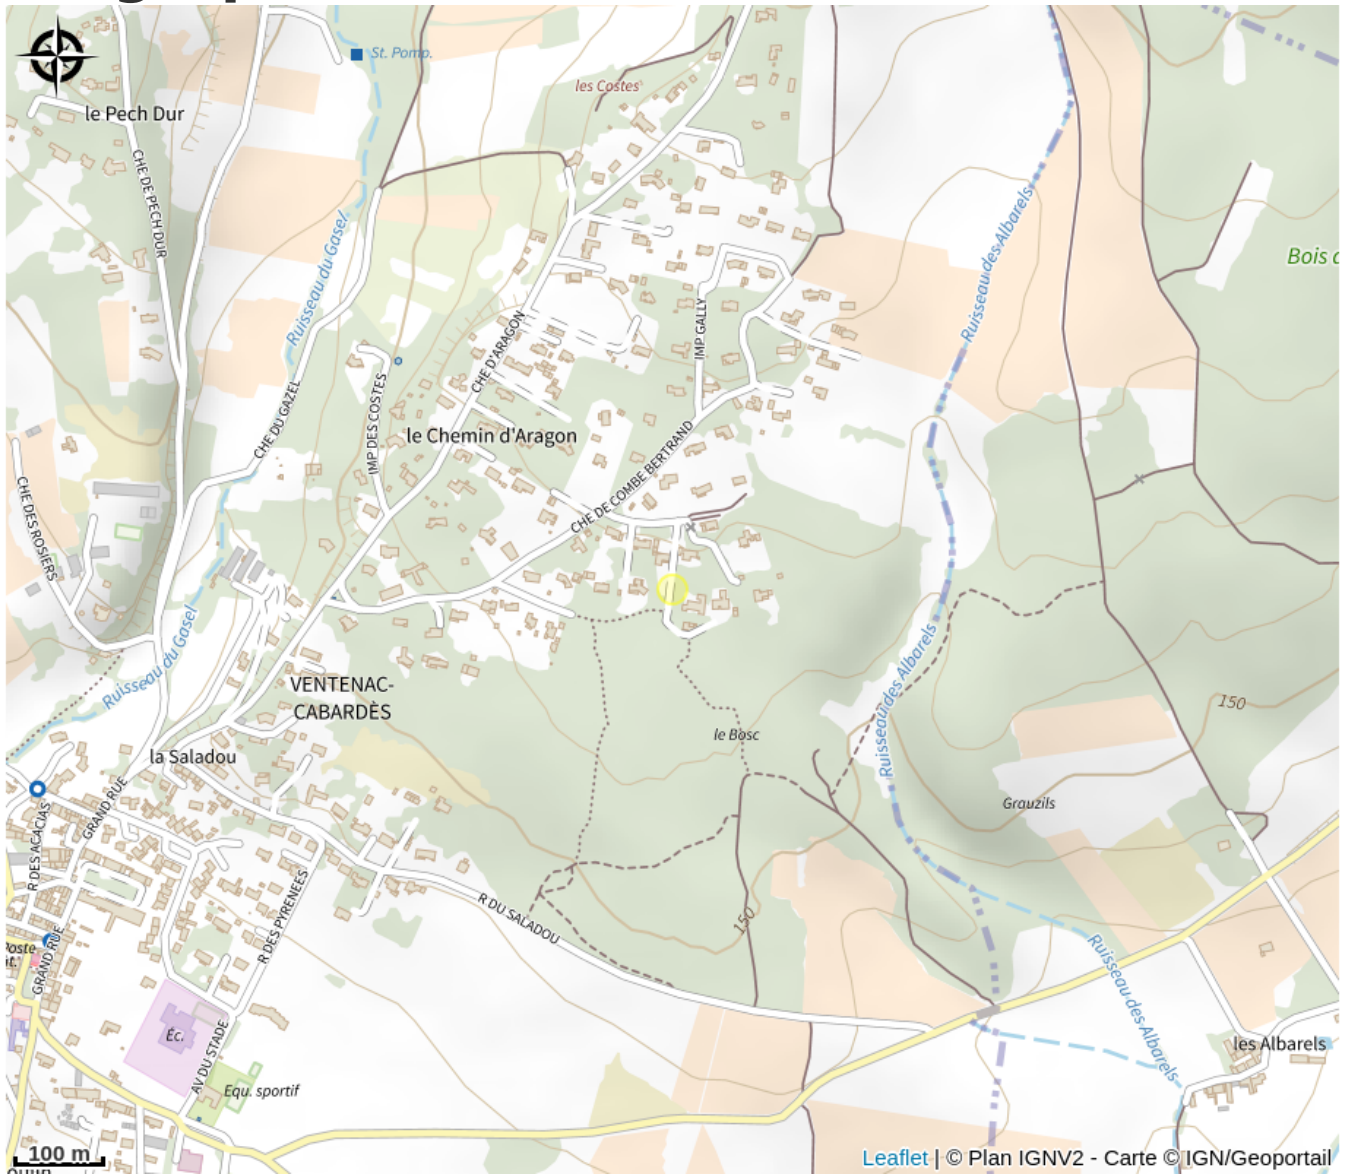 St. Pomp.
les Costes
le Pech Dur
CHE DE PECH DUR
Ruisseau du Gasel
Ruisseau des Albarels
Bois d
Ruisseau des Albarels
IMP GALLY
CHE D'ARAGON
CHE DU GAZEL
IMP DES COSTES
le Chemin d'Aragon
CHE DE COMBE BERTRAND
CHE DES ROSIERS
Ruisseau du Gasel
Ruisseau des Albarels
VENTENAC-
CABARDÈS
150
le Bosc
la Saladou
Grauzils
GRAND RUE
R DES ACACIAS
R DES PYRENEES
R DU SALADOU
150
Poste
GRAND RUE
Éc.
AV DU STADE
Equ. sportif
Ruisseau des Albarels
les Albarels
100 m
Leaflet | © Plan IGNV2 - Carte © IGN/Geoportail